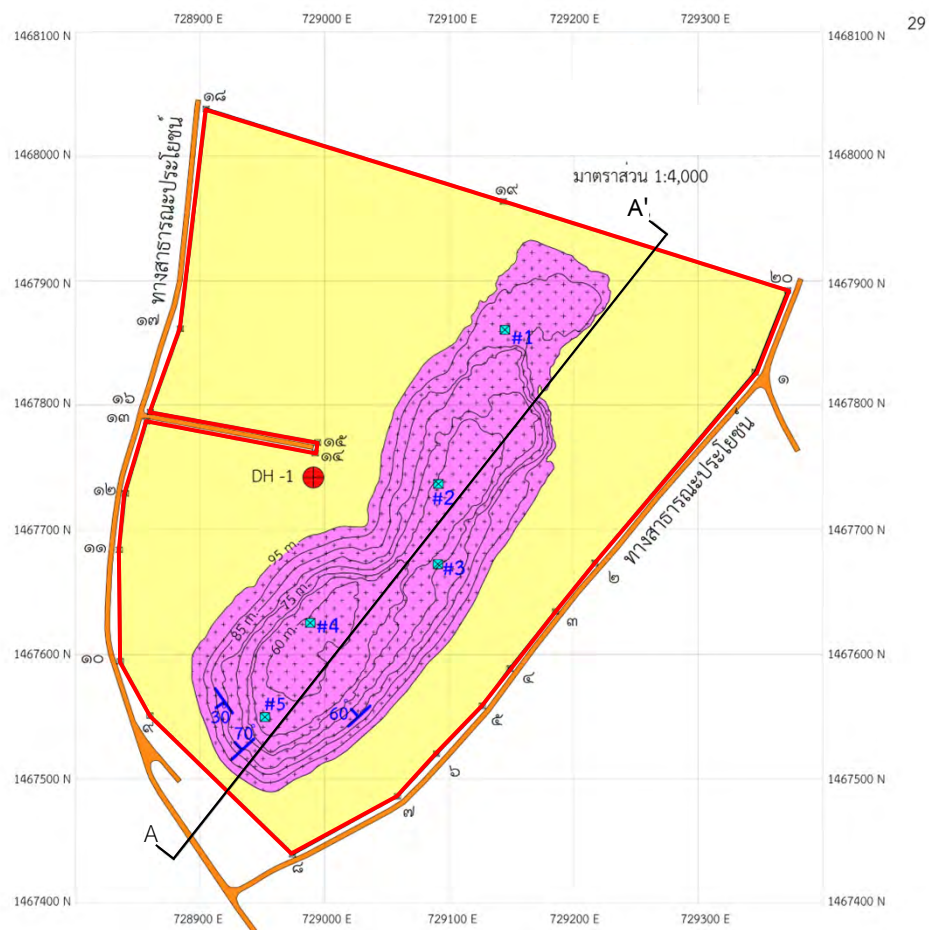 728900 E 729000 E 729100 E 729200 E 729300 E
29
1468100 N 1468100 N
๑๘
ทางสาธารณะประโยชน์
1468000 N 1468000 N
มาตราส่วน 1:4,000
๑๙
A'
1467900 N 1467900 N
๒๐
๑๗
#1
๑
1467800 N 1467800 N
๑๖
๑๓
๑๕
๑๔
DH -1
ทางสาธารณะประโยชน์
๑๒
#2
1467700 N 1467700 N
๑๑
95 m.
#3
๒
85 m.
75 m.
60 m.
#4
๓
1467600 N 1467600 N
๑๐
๔
30
#5
60
๕
๙
70
๖
1467500 N 1467500 N
๗
A
๘
1467400 N 1467400 N
728900 E 729000 E 729100 E 729200 E 729300 E